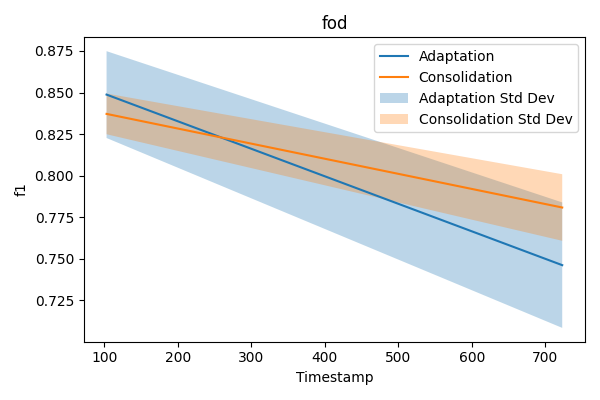 fod
f1
0.875
0.850
0.825
0.800
0.775
0.750
0.725
Adaptation
Consolidation
Adaptation Std Dev
Consolidation Std Dev
100 200 300 400 500 600 700
Timestamp